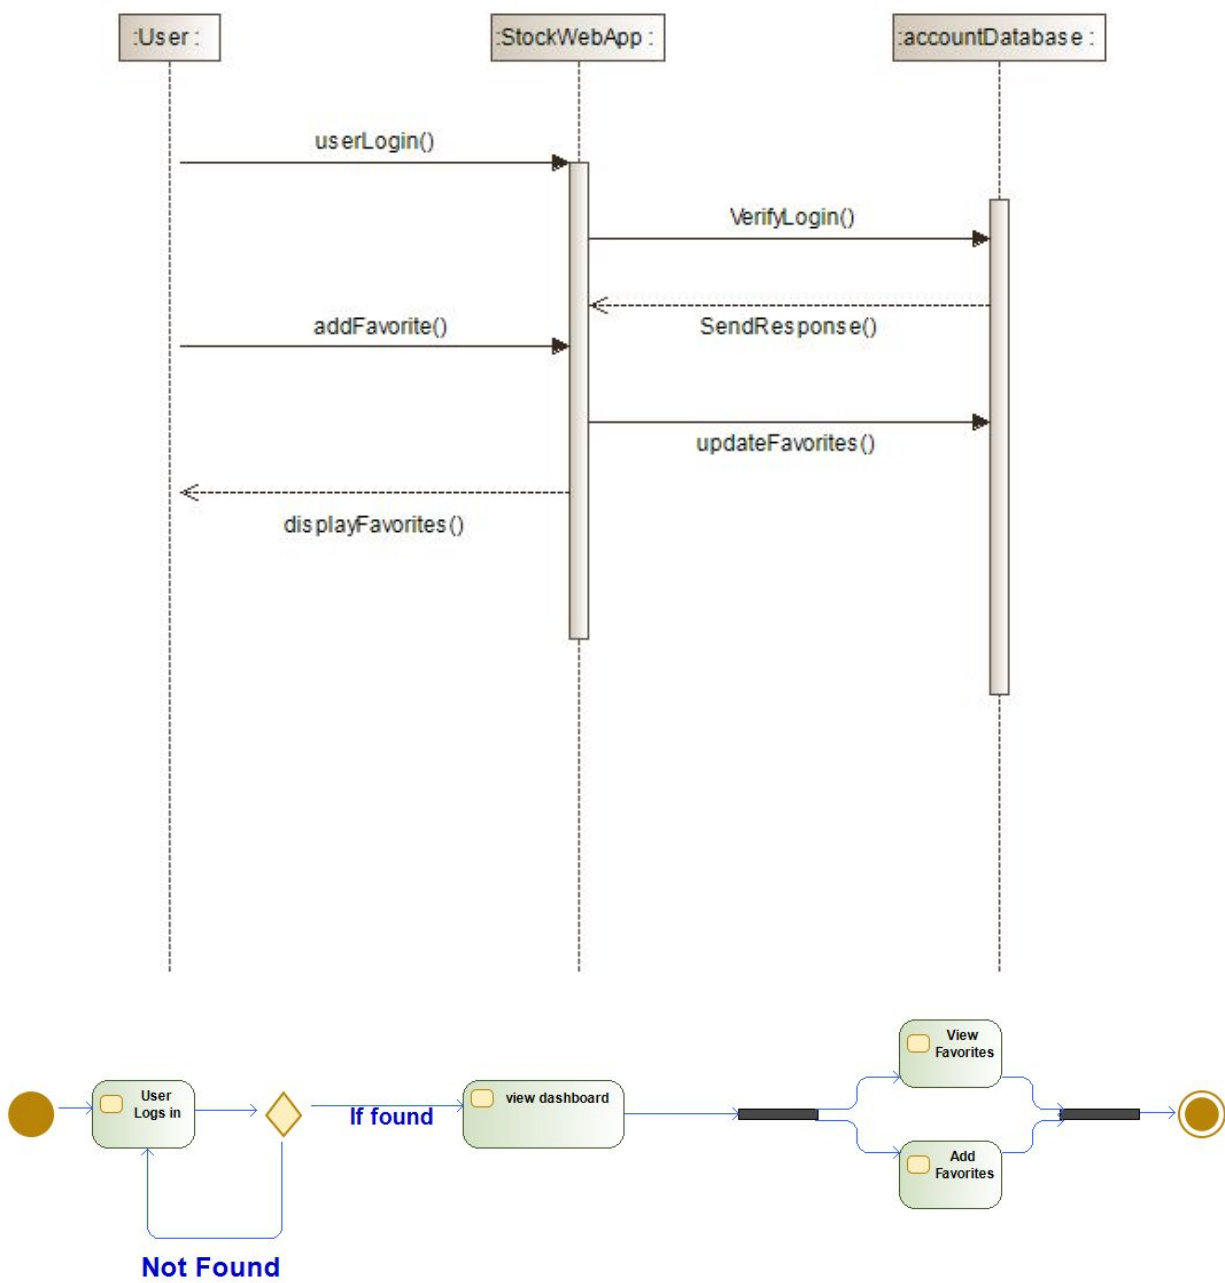 :User :
:StockWebApp :
:accountDatabase :
userLogin()
VerifyLogin()
SendResponse()
addFavorite()
updateFavorites()
displayFavorites()
View
Favorites
User
Logs in
If found
view dashboard
Add
Favorites
Not Found